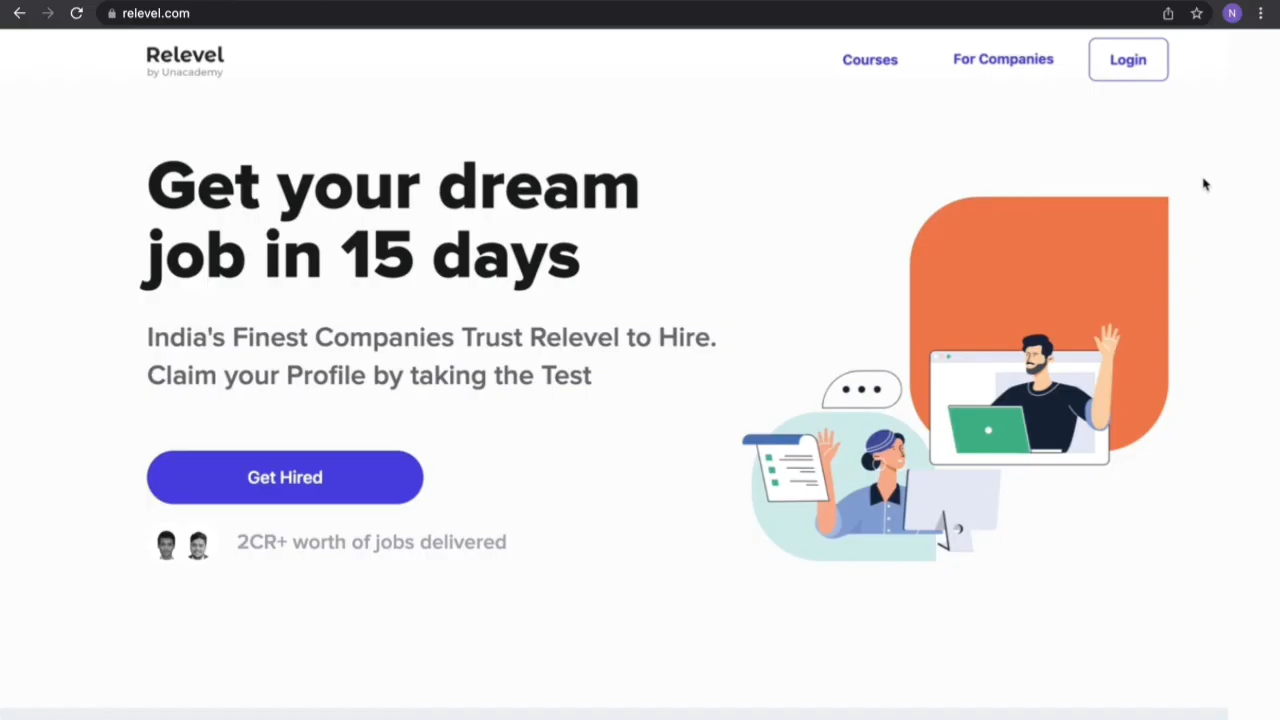 relevel.com
N
Relevel
by Unacademy
Courses
For Companies
Login
Get your dream
job in 15 days
India's Finest Companies Trust Relevel to Hire.
Claim your Profile by taking the Test
Get Hired
2CR+ worth of jobs delivered